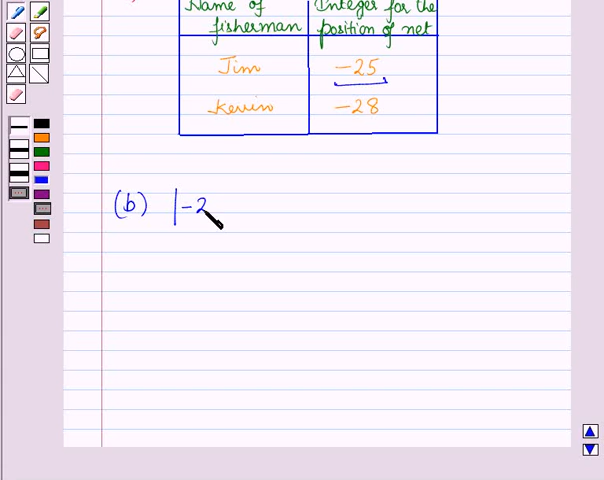 Name of Integer for the
fisherman position of net
Jim -25
Kevin -28
(b) |-2